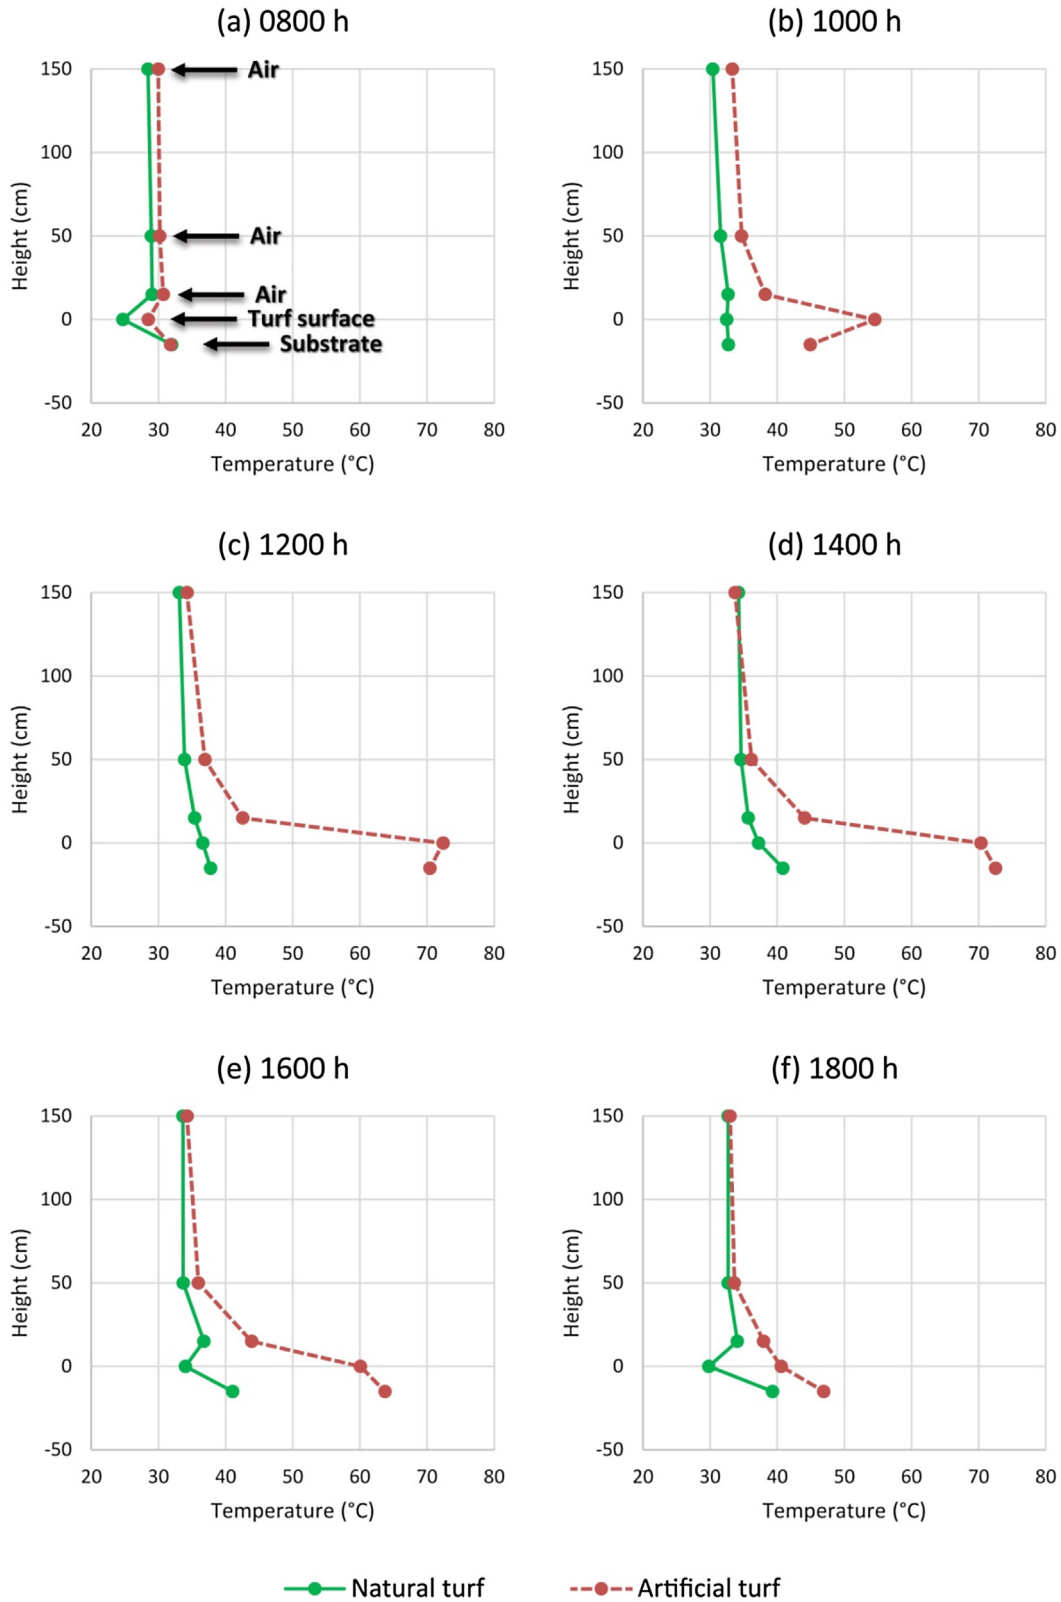 (a) 0800 h
150
100
50
0
-50
Height (cm)
20 30 40 50 60 70 80
Temperature (°C)
Air
Air
Air
Turf surface
Substrate
(b) 1000 h
150
100
50
0
-50
Height (cm)
20 30 40 50 60 70 80
Temperature (°C)
(c) 1200 h
150
100
50
0
-50
Height (cm)
20 30 40 50 60 70 80
Temperature (°C)
(d) 1400 h
150
100
50
0
-50
Height (cm)
20 30 40 50 60 70 80
Temperature (°C)
(e) 1600 h
150
100
50
0
-50
Height (cm)
20 30 40 50 60 70 80
Temperature (°C)
(f) 1800 h
150
100
50
0
-50
Height (cm)
20 30 40 50 60 70 80
Temperature (°C)
Natural turf
Artificial turf